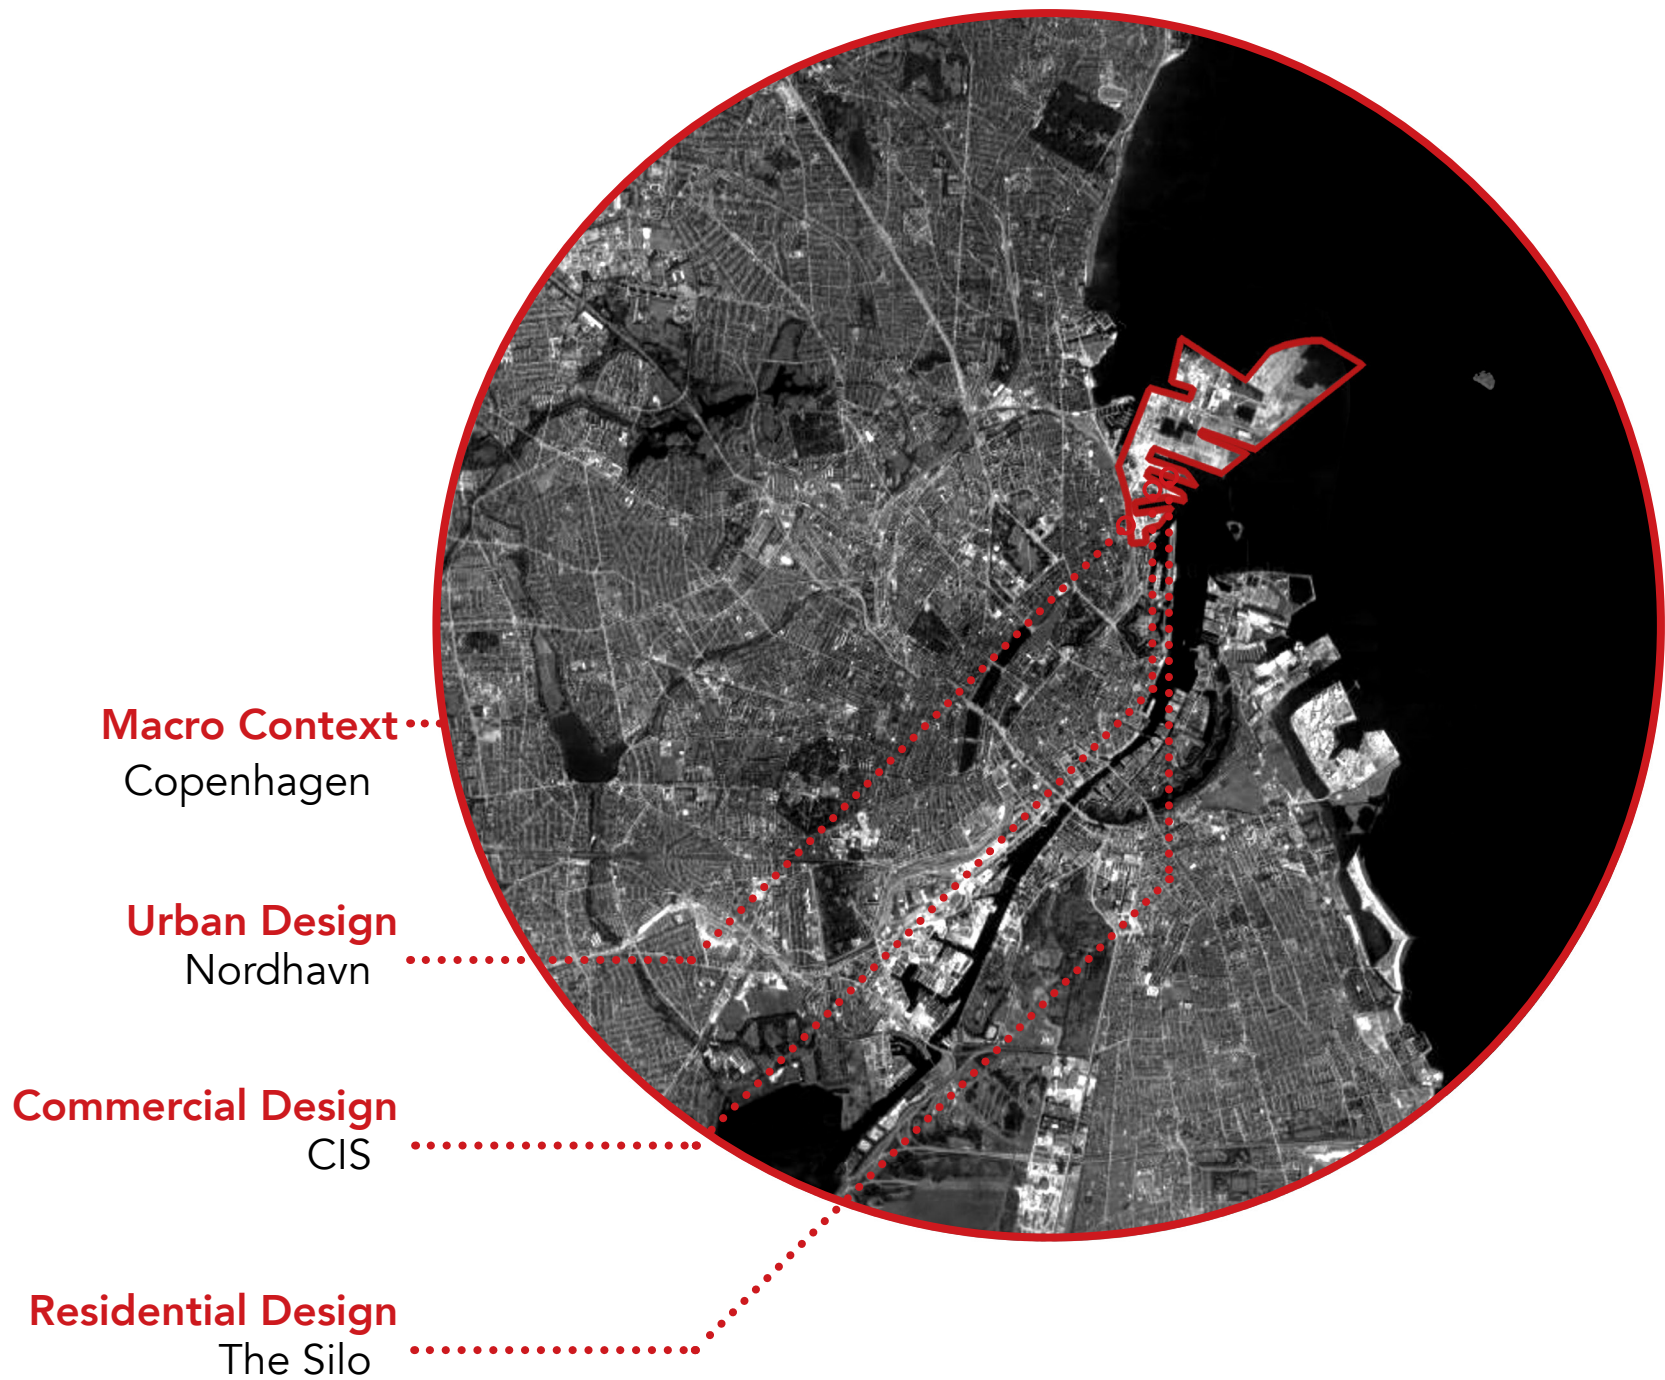 Macro Context
Copenhagen
Urban Design
Nordhavn
Commercial Design
CIS
Residential Design
The Silo